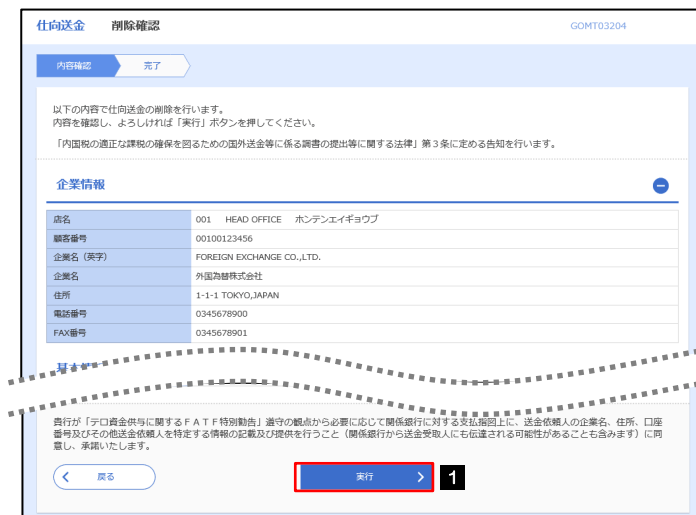 仕向送金 削除確認 GOMT03204
内容確認 完了
以下の内容で仕向送金の削除を行います。
内容を確認し、よろしければ「実行」ボタンを押してください。
「内国税の適正な課税の確保を図るための国外送金等に係る調書の提出等に関する法律」第3条に定める告知を行います。
企業情報
店名 001 HEAD OFFICE ホンテンエイギョウブ
顧客番号 00100123456
企業名（英字） FOREIGN EXCHANGE CO.,LTD.
企業名 外国為替株式会社
住所 1-1-1 TOKYO,JAPAN
電話番号 0345678900
FAX番号 0345678901
基本
貴行が「テロ資金供与に関するＦＡＴＦ特別勧告」遵守の観点から必要に応じて関係銀行に対する支払指図上に、送金依頼人の企業名、住所、口座
番号及びその他送金依頼人を特定する情報の記載及び提供を行うこと（関係銀行から送金受取人にも伝達される可能性があることも含みます）に同
意し、承諾いたします。
戻る 実行 1